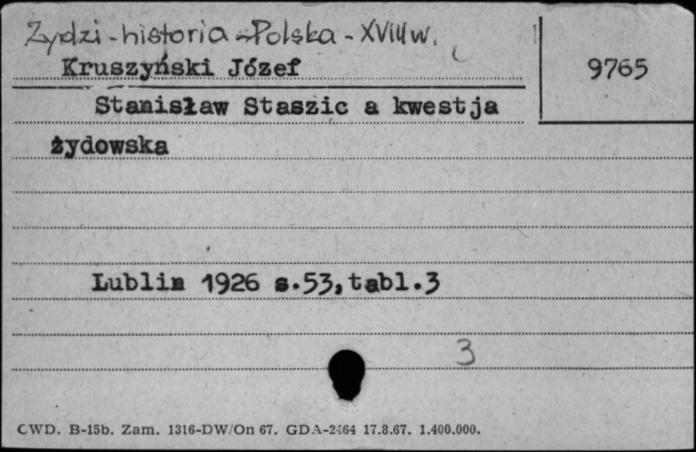 Żydzi - historia - Polska - XVIII w.
Kruszyński Józef
9765
Stanisław Staszic a kwestja
żydowska
Lublin 1926 s.53, tabl.3
3
CWD. B-15b. Zam. 1316-DW/On 67. GDA-2464 17.8.67. 1.400.000.